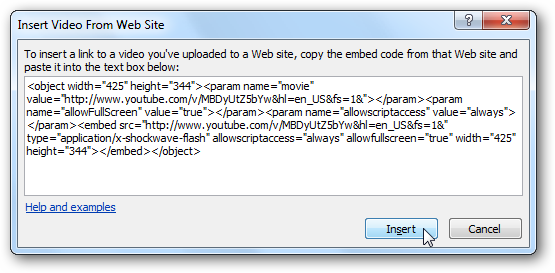 Insert Video From Web Site
To insert a link to a video you've uploaded to a Web site, copy the embed code from that Web site and
paste it into the text box below:
<object width="425" height="344"><param name="movie"
value="http://www.youtube.com/v/MBDyUtZ5bYw&hl=en_US&fs=1&"></param><param
name="allowFullScreen" value="true"></param><param name="allowscriptaccess" value="always">
</param><embed src="http://www.youtube.com/v/MBDyUtZ5bYw&hl=en_US&fs=1&"
type="application/x-shockwave-flash" allowscriptaccess="always" allowfullscreen="true" width="425"
height="344"></embed></object>
Help and examples
Insert
Cancel